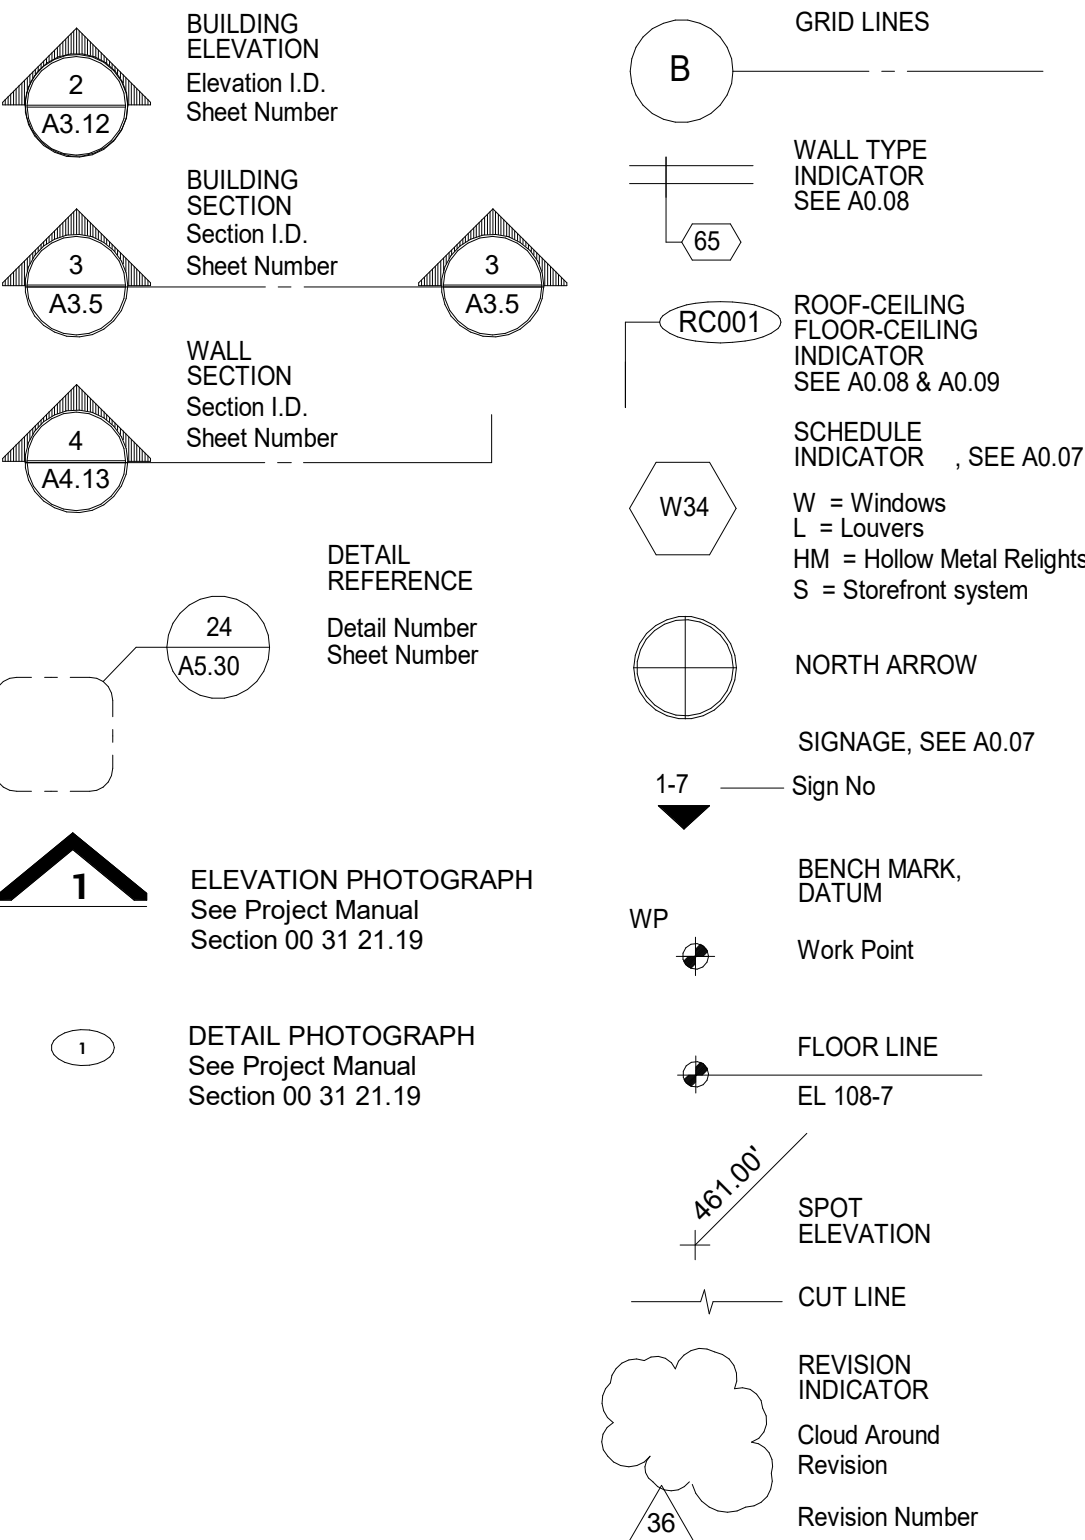 BUILDING
ELEVATION
Elevation I.D.
Sheet Number
2
A3.12
BUILDING
SECTION
Section I.D.
Sheet Number
3
A3.5
3
A3.5
WALL
SECTION
Section I.D.
Sheet Number
4
A4.13
DETAIL
REFERENCE
Detail Number
Sheet Number
24
A5.30
1
ELEVATION PHOTOGRAPH
See Project Manual
Section 00 31 21.19
1
DETAIL PHOTOGRAPH
See Project Manual
Section 00 31 21.19
GRID LINES
B
WALL TYPE
INDICATOR
SEE A0.08
65
RC001
ROOF-CEILING
FLOOR-CEILING
INDICATOR
SEE A0.08 & A0.09
SCHEDULE
INDICATOR , SEE A0.07
W34
W = Windows
L = Louvers
HM = Hollow Metal Relights
S = Storefront system
NORTH ARROW
SIGNAGE, SEE A0.07
1-7
Sign No
BENCH MARK,
DATUM
WP
Work Point
FLOOR LINE
EL 108-7
461.00'
SPOT
ELEVATION
CUT LINE
REVISION
INDICATOR
Cloud Around
Revision
36
Revision Number